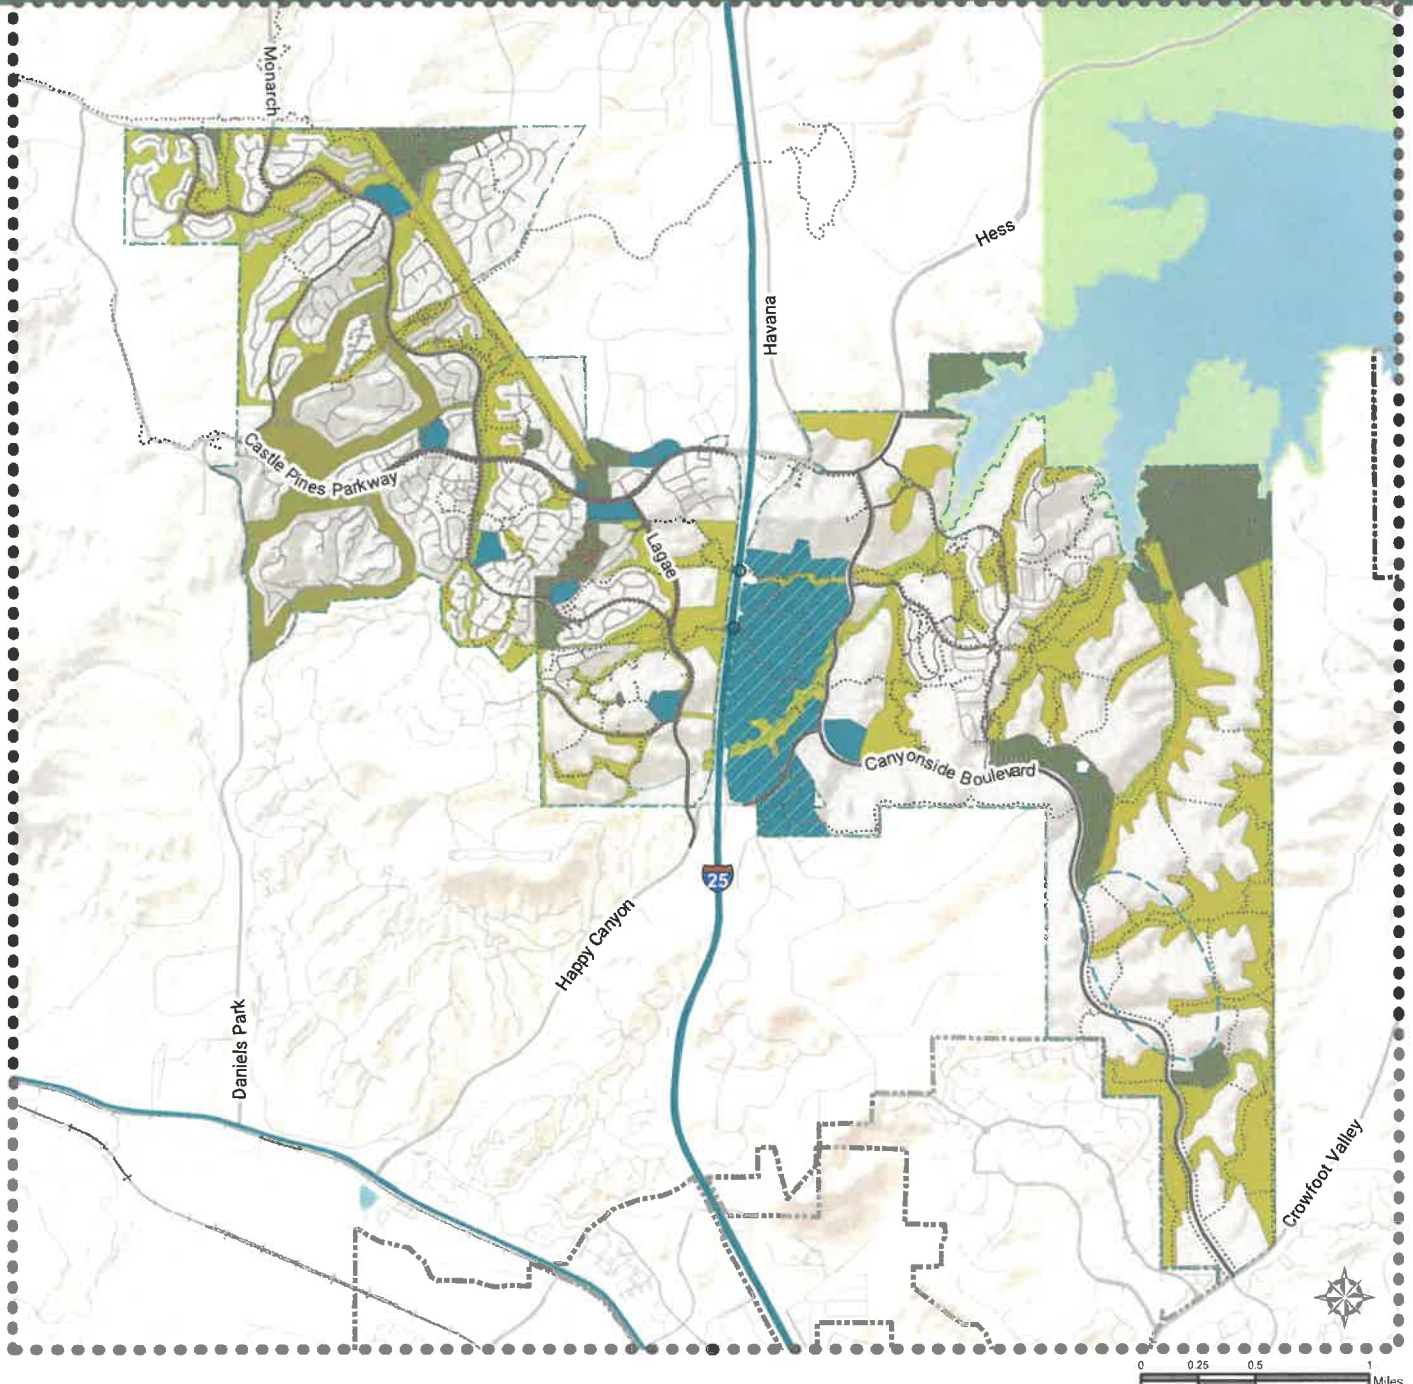 Monarch
Hess
Havana
Castle Pines Parkway
Lagae
Canyonside Boulevard
25
Happy Canyon
Daniels Park
Crowfoot Valley
0 0.25 0.5 1
Miles